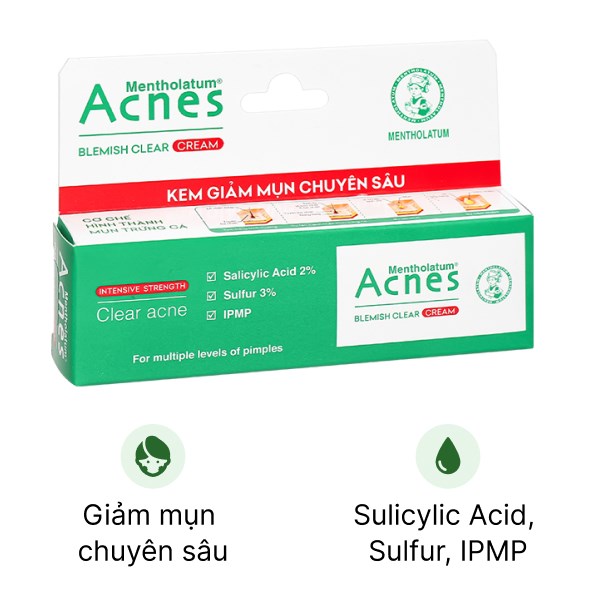 Mentholatum®
Acnes
BLEMISH CLEAR CREAM
MENTHOLATUM
KEM GIẢM MỤN CHUYÊN SÂU
CƠ CHẾ
HÌNH THÀNH
MỤN TRỨNG CÁ
Mentholatum®
Acnes
INTENSIVE STRENGTH
Clear acne
Salicylic Acid 2%
Sulfur 3%
IPMP
For multiple levels of pimples
Mentholatum®
Acnes
BLEMISH CLEAR CREAM
Giảm mụn
chuyên sâu
Sulicylic Acid,
Sulfur, IPMP